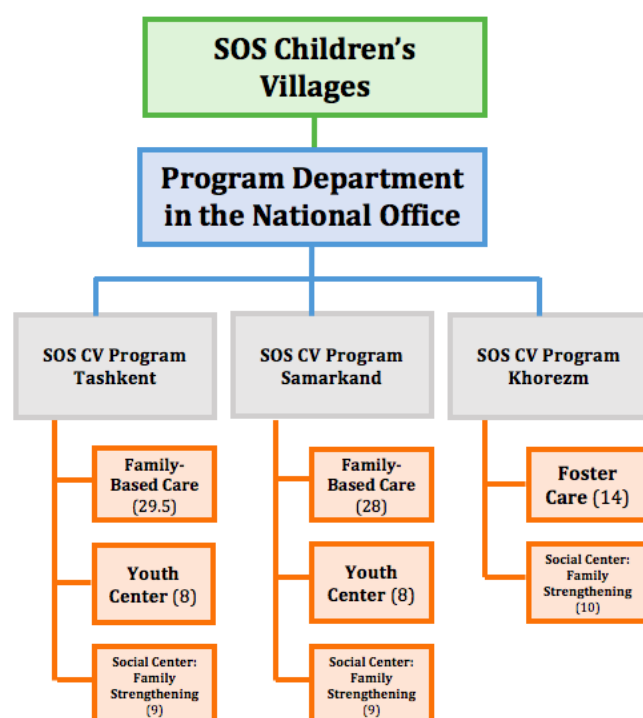 SOS Children’s
Villages
Program Department
in the National Office
SOS CV Program
Tashkent
SOS CV Program
Samarkand
SOS CV Program
Khorezm
Family-
Based Care
(29.5)
Family-
Based Care
(28)
Foster
Care (14)
Youth
Center (8)
Youth
Center (8)
Social Center:
Family
Strengthening
(10)
Social Center:
Family
Strengthening
(9)
Social Center:
Family
Strengthening
(9)